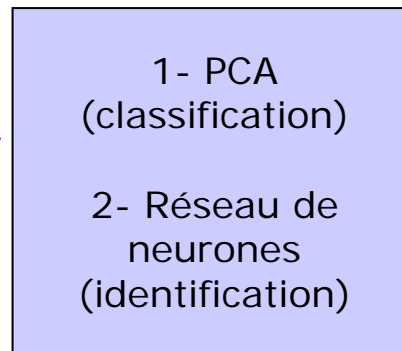 1- PCA
(classification)
2- Réseau de
neurones
(identification)